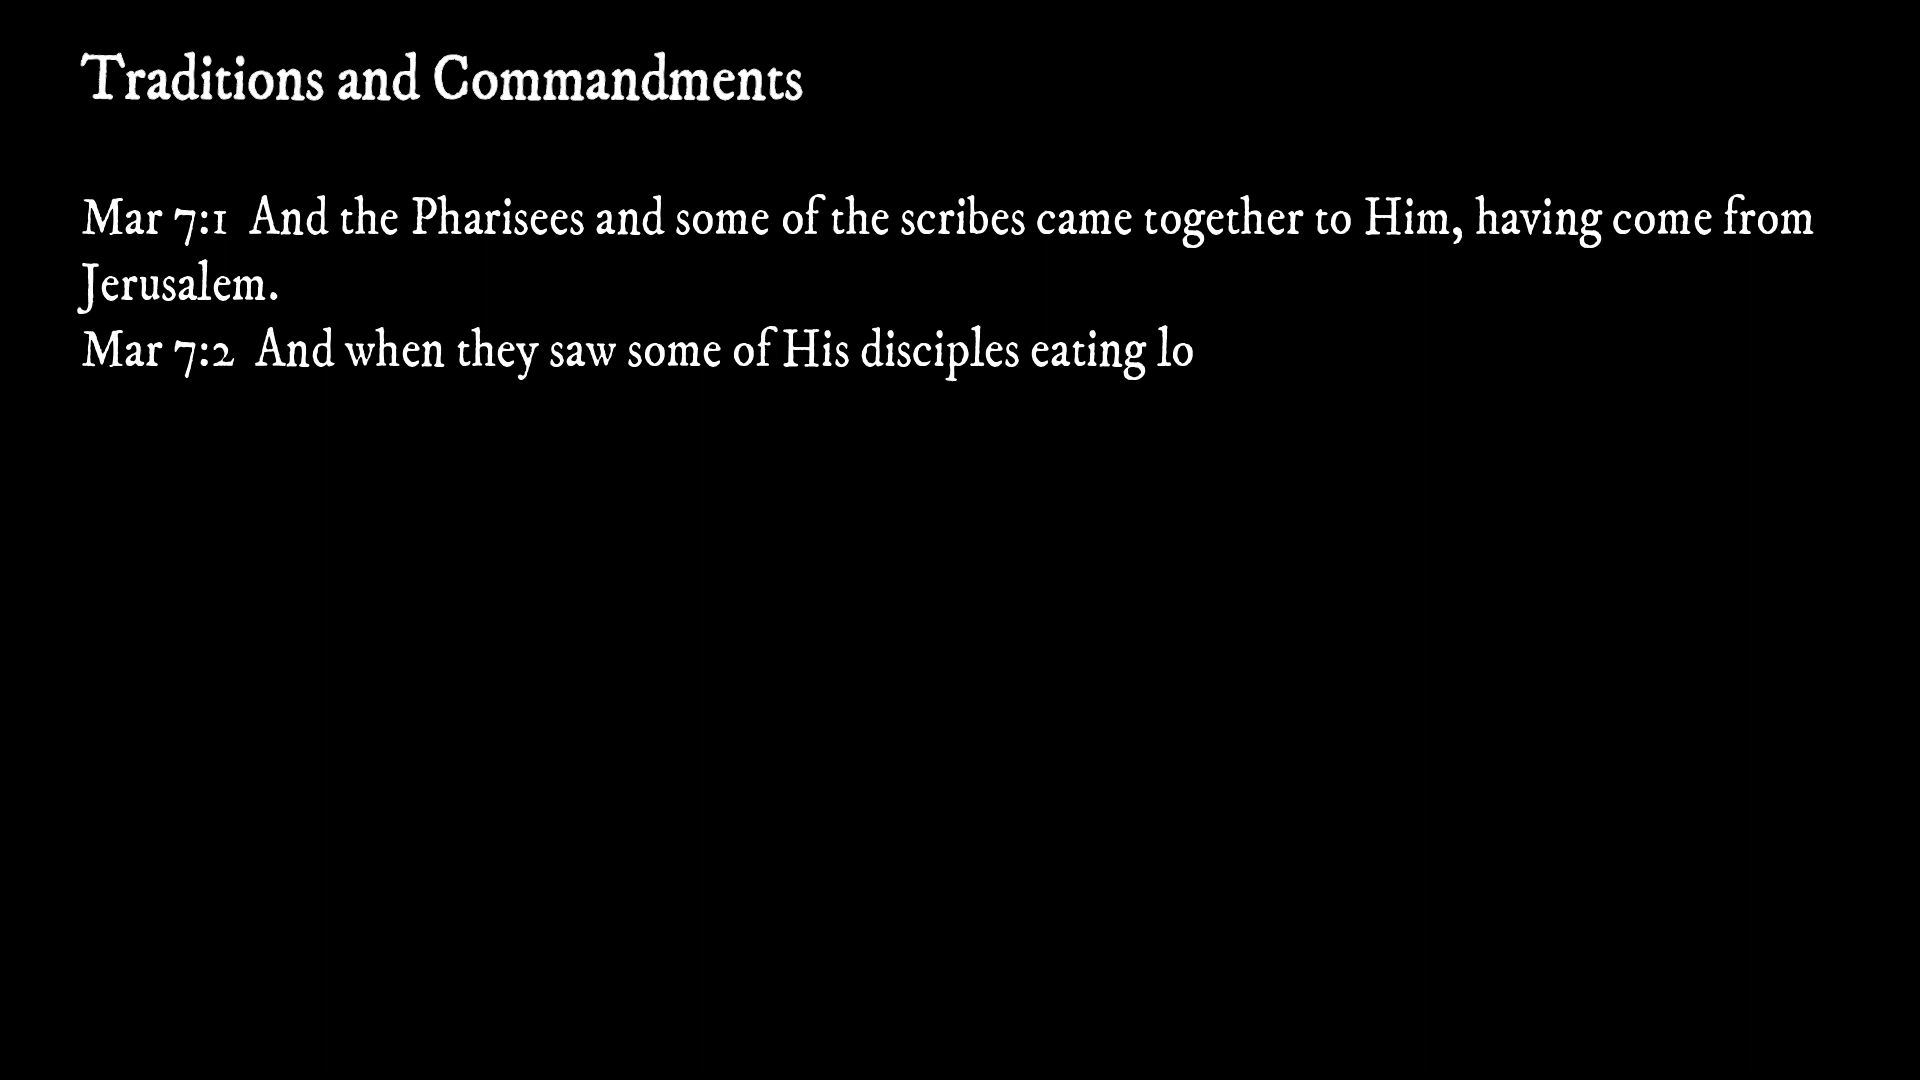 Traditions and Commandments
Mar 7:1 And the Pharisees and some of the scribes came together to Him, having come from
Jerusalem.
Mar 7:2 And when they saw some of His disciples eating lo